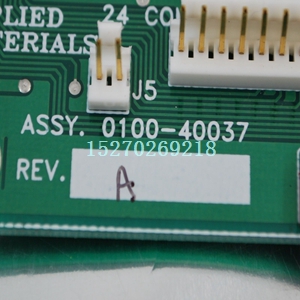 PLIED 24 CO
TERIALS
J5
ASSY. 0100-40037
15270269218
REV. A